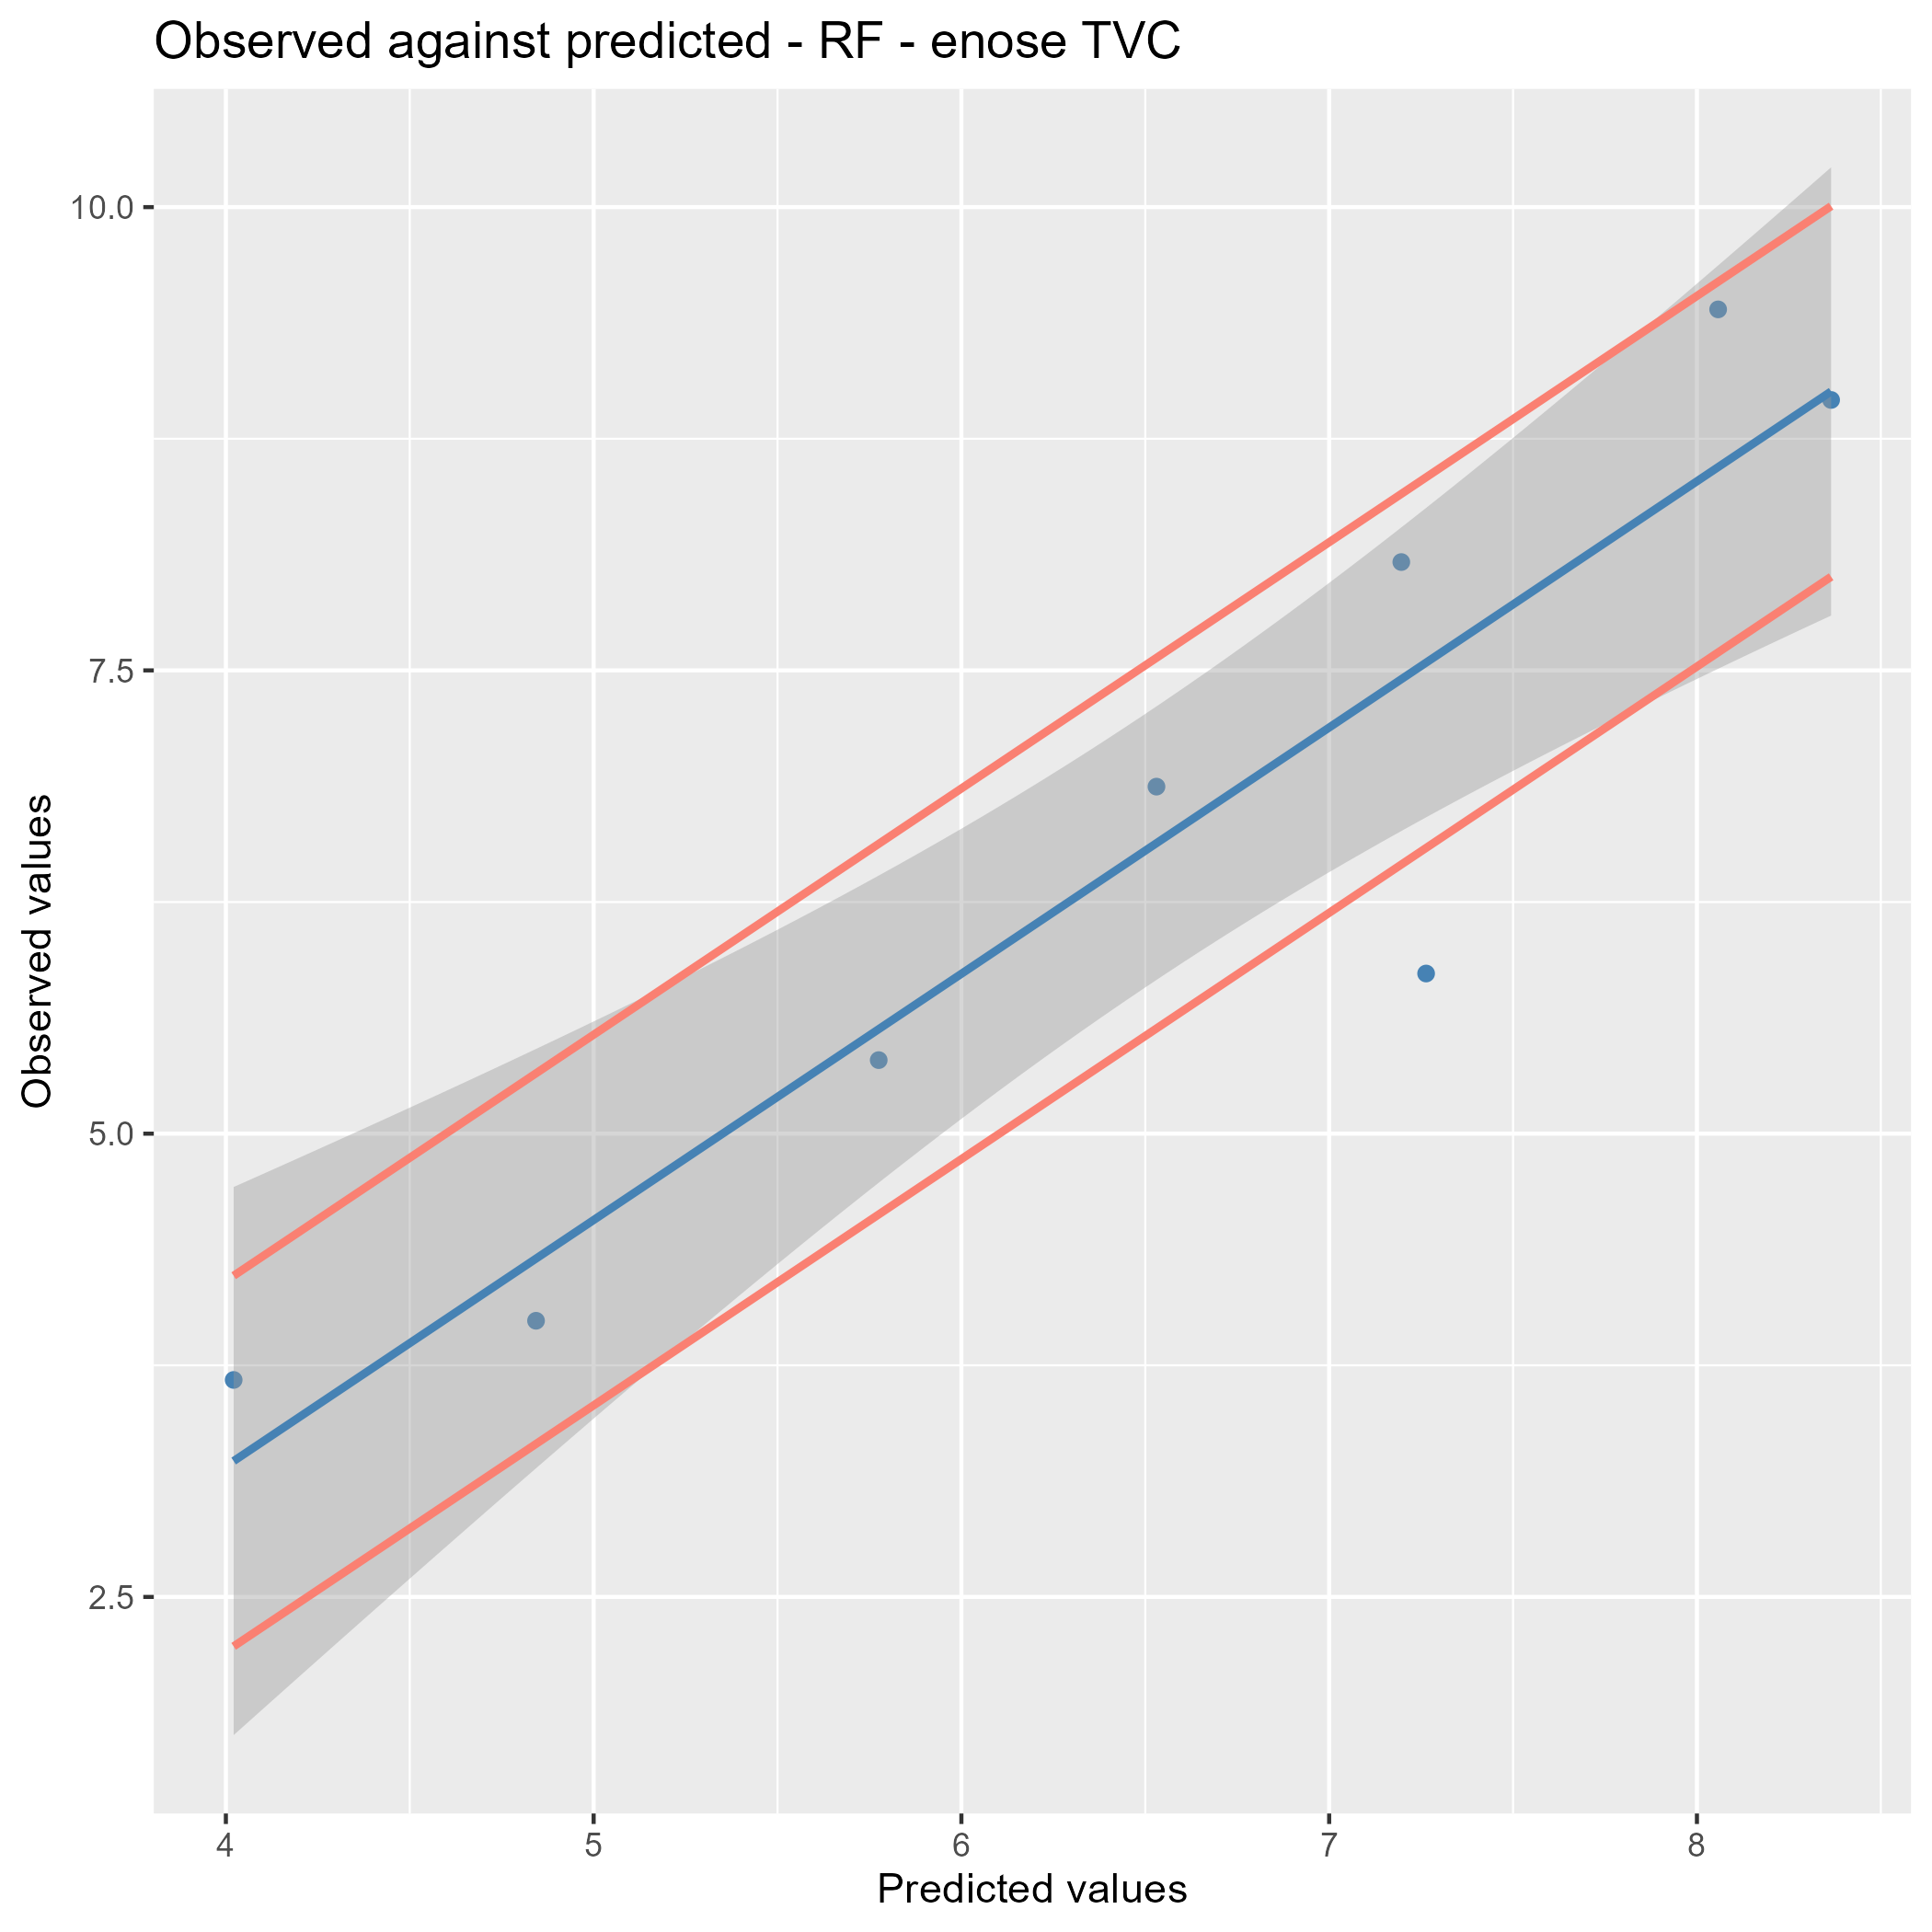 Observed against predicted - RF - enose TVC
Observed values
10.0
7.5
5.0
2.5
4 5 6 7 8
Predicted values